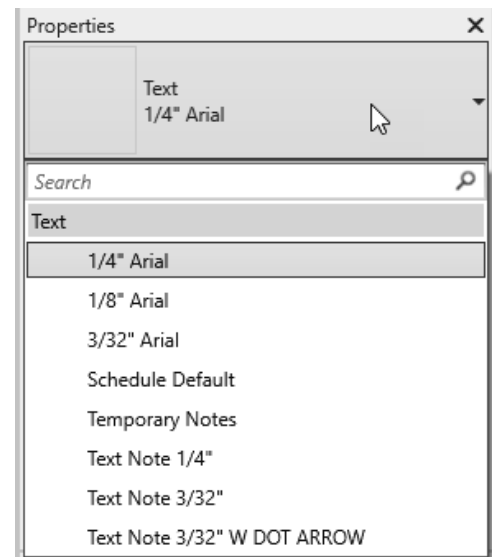 Properties
Text
1/4" Arial
Search
Text
1/4" Arial
1/8" Arial
3/32" Arial
Schedule Default
Temporary Notes
Text Note 1/4"
Text Note 3/32"
Text Note 3/32" W DOT ARROW